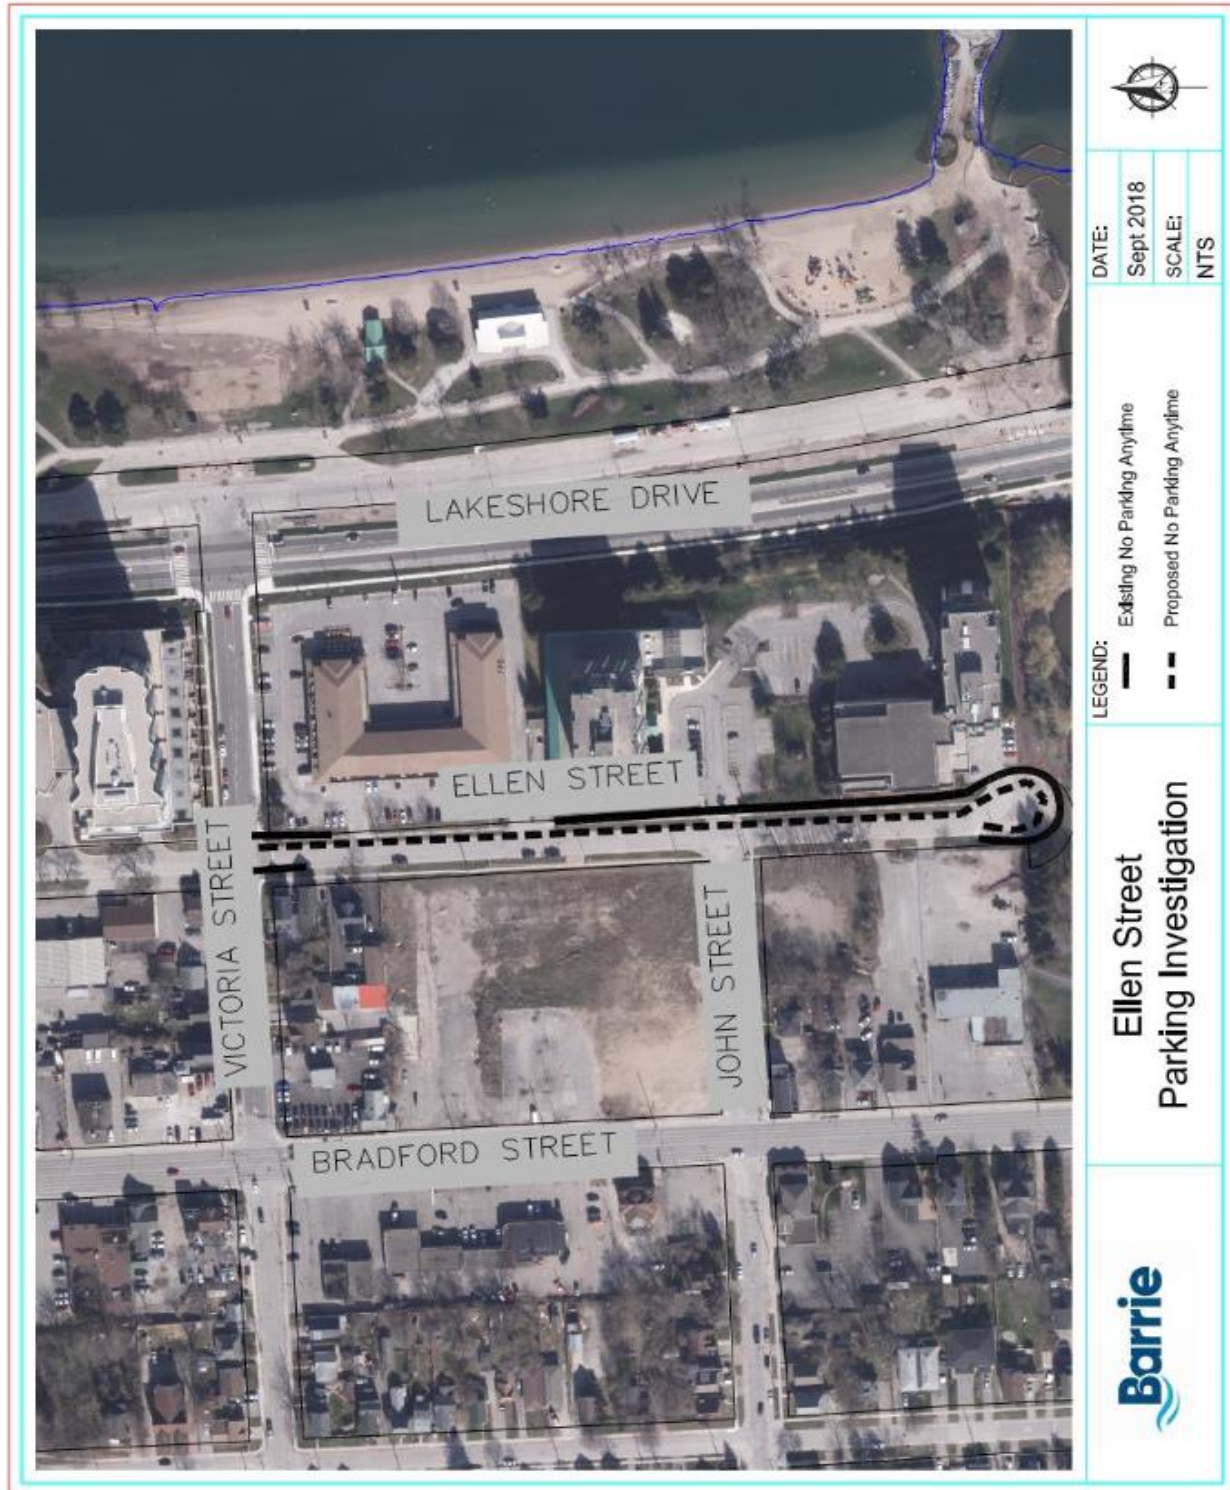 LAKESHORE DRIVE
ELLEN STREET
VICTORIA STREET
JOHN STREET
BRADFORD STREET
Barrie
Ellen Street
Parking Investigation
LEGEND:
Existing No Parking Anytime
Proposed No Parking Anytime
DATE:
Sept 2018
SCALE:
NTS